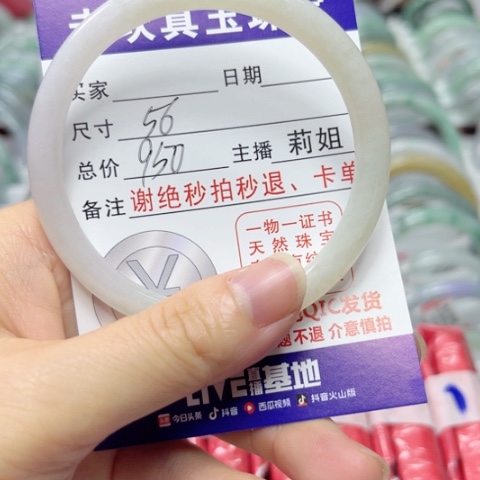 买家 日期
尺寸 56
总价 950 主播 莉姐
备注 谢绝秒拍秒退、卡单
一物一证书
天然珠宝
QIC发货
不退 介意慎拍
LIVE 直播 基地
今日头条 抖音 西瓜视频 抖音火山版